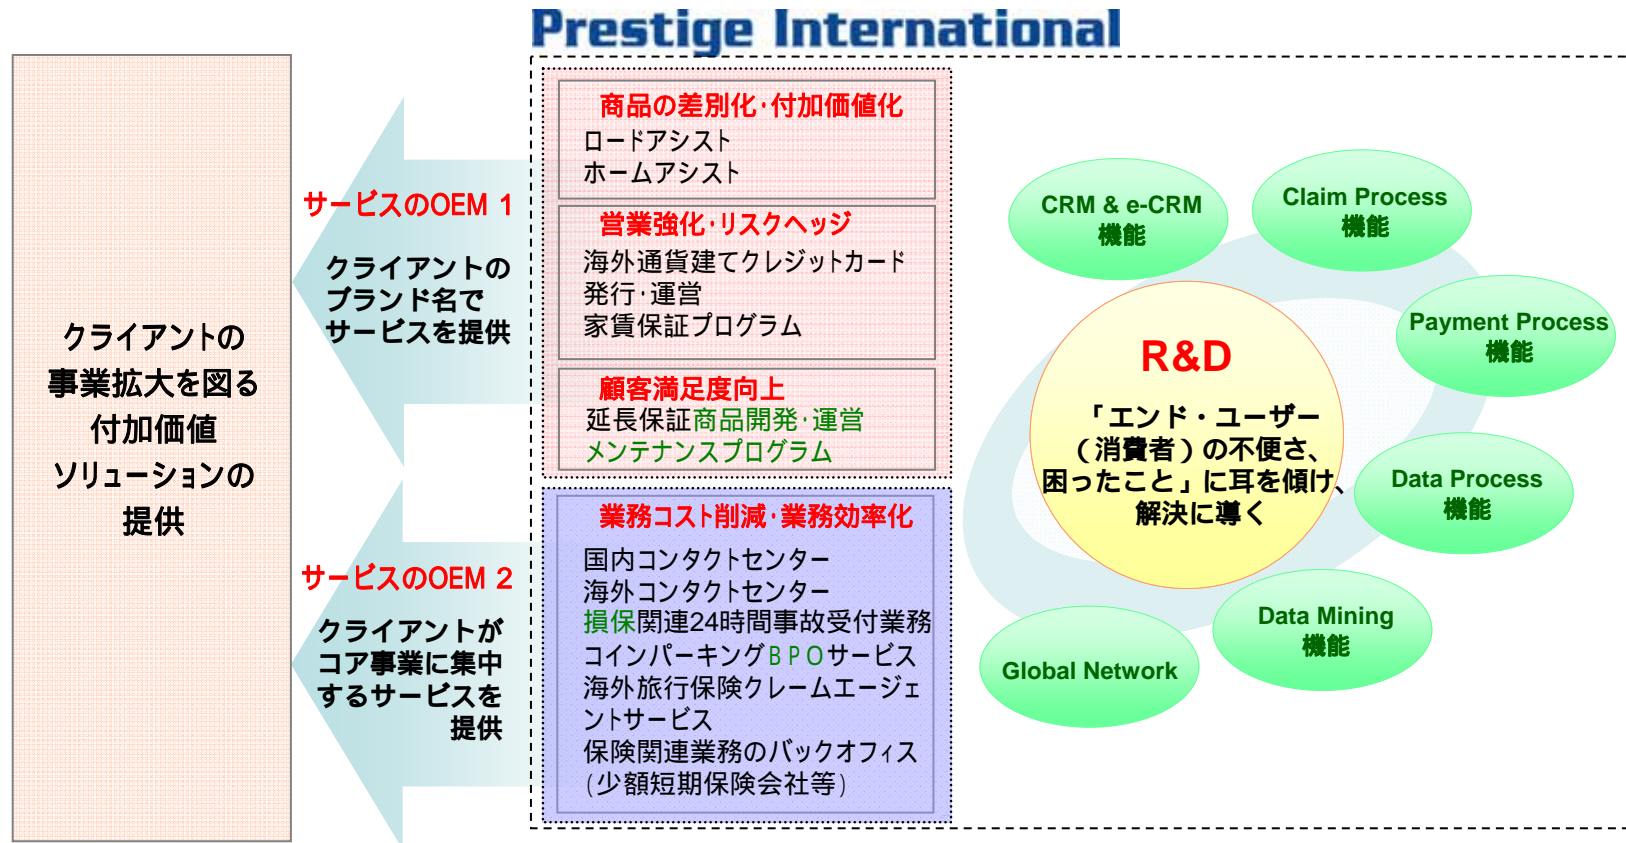 Prestige International
クライアントの
事業拡大を図る
付加価値
ソリューションの
提供
サービスのOEM 1
クライアントの
ブランド名で
サービスを提供
サービスのOEM 2
クライアントが
コア事業に集中
するサービスを
提供
商品の差別化・付加価値化
ロードアシスト
ホームアシスト
営業強化・リスクヘッジ
海外通貨建てクレジットカード
発行・運営
家賃保証プログラム
顧客満足度向上
延長保証商品開発・運営
メンテナンスプログラム
業務コスト削減・業務効率化
国内コンタクトセンター
海外コンタクトセンター
損保関連24時間事故受付業務
コインパーキングBPOサービス
海外旅行保険クレームエージェ
ントサービス
保険関連業務のバックオフィス
(少額短期保険会社等)
R&D
「エンド・ユーザー
(消費者)の不便さ、
困ったこと」に耳を傾け、
解決に導く
CRM & e-CRM
機能
Claim Process
機能
Payment Process
機能
Data Process
機能
Data Mining
機能
Global Network